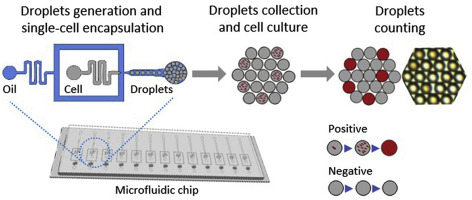 Droplets generation and
single-cell encapsulation
Droplets collection
and cell culture
Droplets
counting
Oil
Cell
Droplets
Microfluidic chip
Positive
Negative